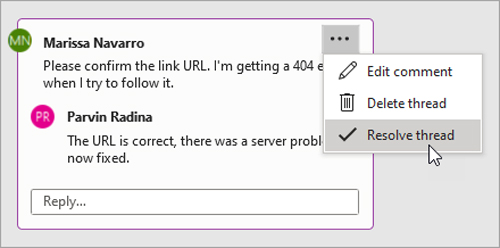 MN
Marissa Navarro
...
Please confirm the link URL. I'm getting a 404 e
when I try to follow it.
Edit comment
Delete thread
Resolve thread
PR
Parvin Radina
The URL is correct, there was a server
now fixed.
Reply...